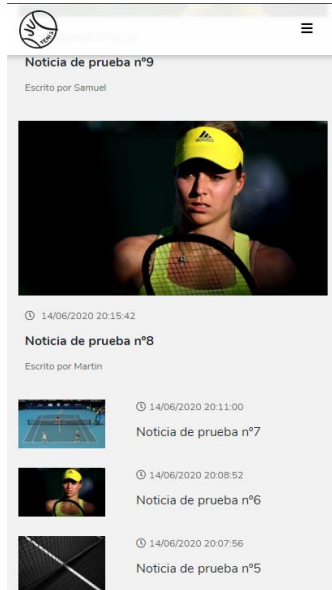 TENIS
Noticia de prueba nº9
Escrito por Samuel
14/06/2020 20:15:42
Noticia de prueba nº8
Escrito por Martin
14/06/2020 20:11:00
Noticia de prueba nº7
14/06/2020 20:08:52
Noticia de prueba nº6
14/06/2020 20:07:56
Noticia de prueba nº5